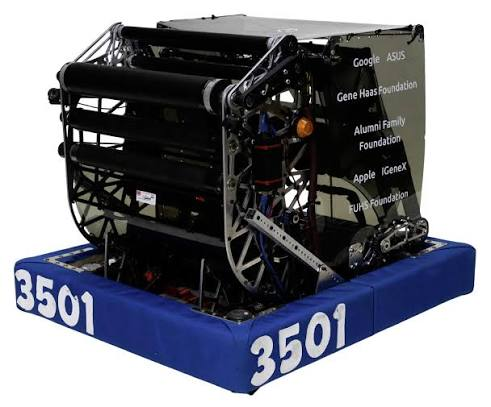 Google ASUS
Gene Haas Foundation
Alumni Family
Foundation
Apple IGeneX
FUHS Foundation
3501
3501